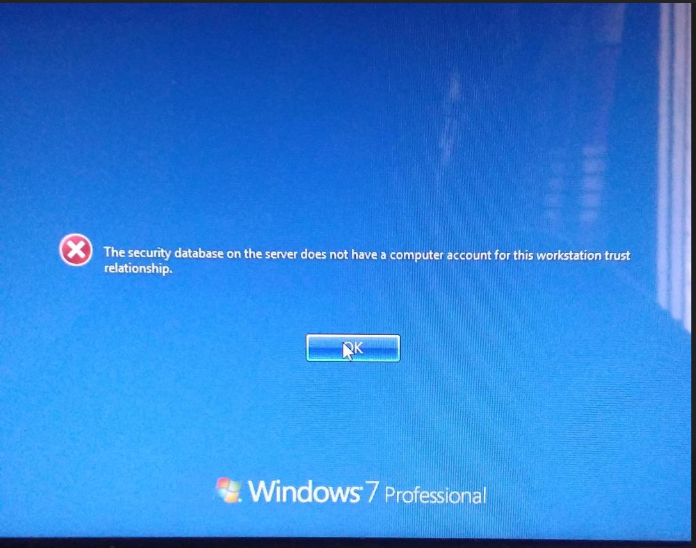 The security database on the server does not have a computer account for this workstation trust
relationship.
OK
Windows 7 Professional